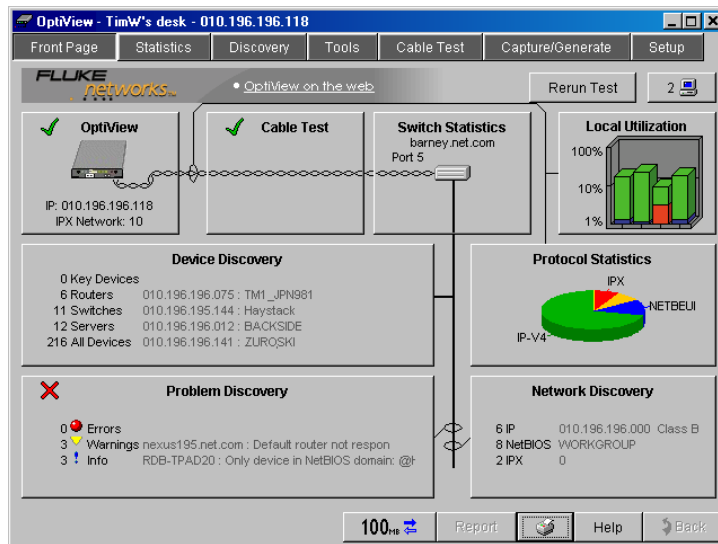 OptiView - TimW's desk - 010.196.196.118
Front Page Statistics Discovery Tools Cable Test Capture/Generate Setup
FLUKE networks
• OptiView on the web
Rerun Test
2
OptiView
IP: 010.196.196.118
IPX Network: 10
Cable Test
Switch Statistics
barney.net.com
Port 5
Local Utilization
100%
10%
1%
Device Discovery
0 Key Devices
6 Routers 010.196.196.075 : TM1_JPN981
11 Switches 010.196.195.144 : Haystack
12 Servers 010.196.196.012 : BACKSIDE
216 All Devices 010.196.196.141 : ZUROSKI
Protocol Statistics
IPX
NETBEUI
IP-V4
Problem Discovery
0 Errors
3 Warnings nexus195.net.com : Default router not respon
3 Info RDB-TPAD20 : Only device in NetBIOS domain: @H
Network Discovery
6 IP 010.196.196.000 Class B
8 NetBIOS WORKGROUP
2 IPX 0
100MB Report Help Back